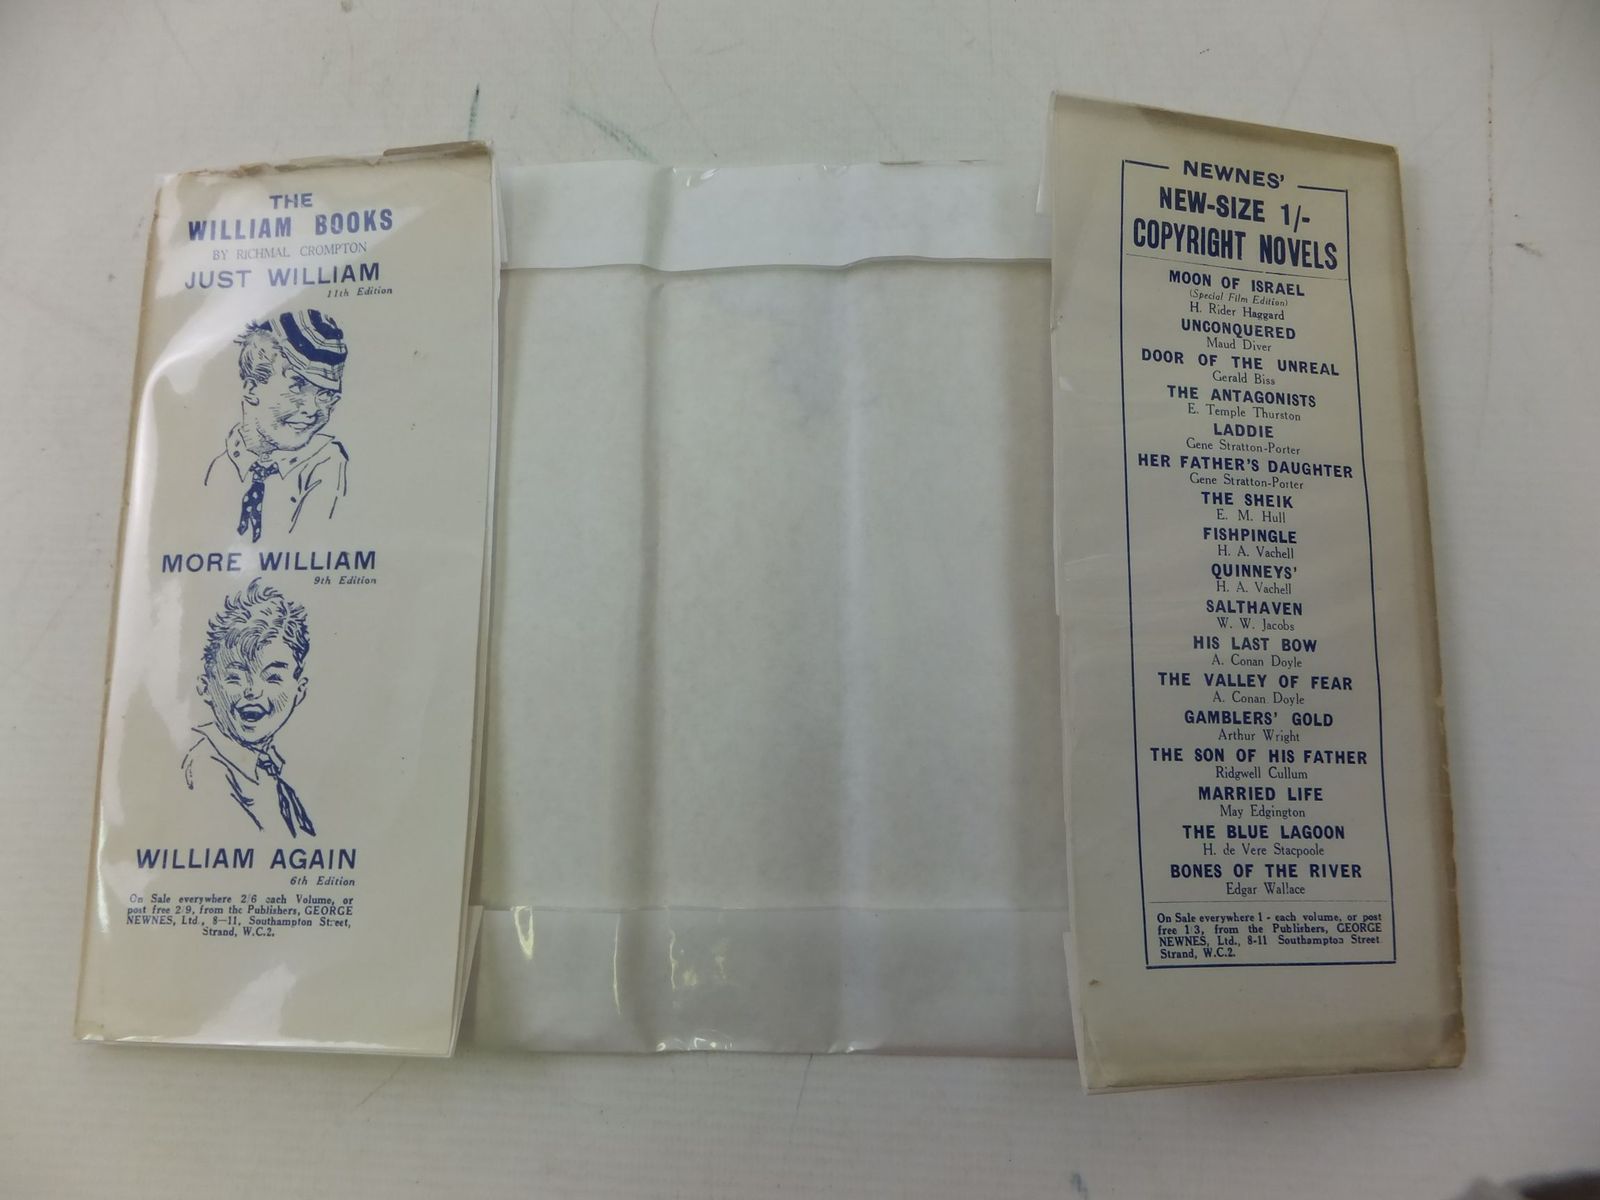 THE
WILLIAM BOOKS
BY RICHMAL CROMPTON
JUST WILLIAM
11th Edition
MORE WILLIAM
9th Edition
WILLIAM AGAIN
6th Edition
On Sale everywhere 2/6 each Volume, or
post free 2/9, from the Publishers, GEORGE
NEWNES, Ltd., 8—11, Southampton Street,
Strand, W.C.2.
NEWNES'
NEW-SIZE 1/-
COPYRIGHT NOVELS
MOON OF ISRAEL
(Special Film Edition)
H. Rider Haggard
UNCONQUERED
Maud Diver
DOOR OF THE UNREAL
Gerald Biss
THE ANTAGONISTS
E. Temple Thurston
LADDIE
Gene Stratton-Porter
HER FATHER'S DAUGHTER
Gene Stratton-Porter
THE SHEIK
E. M. Hull
FISHPINGLE
H. A. Vachell
QUINNEYS'
H. A. Vachell
SALTHAVEN
W. W. Jacobs
HIS LAST BOW
A. Conan Doyle
THE VALLEY OF FEAR
A. Conan Doyle
GAMBLERS' GOLD
Arthur Wright
THE SON OF HIS FATHER
Ridgwell Cullum
MARRIED LIFE
May Edgington
THE BLUE LAGOON
H. de Vere Stacpoole
BONES OF THE RIVER
Edgar Wallace
On Sale everywhere 1/- each volume, or post
free 1/3, from the Publishers, GEORGE
NEWNES, Ltd., 8-11 Southampton Street
Strand, W.C.2.